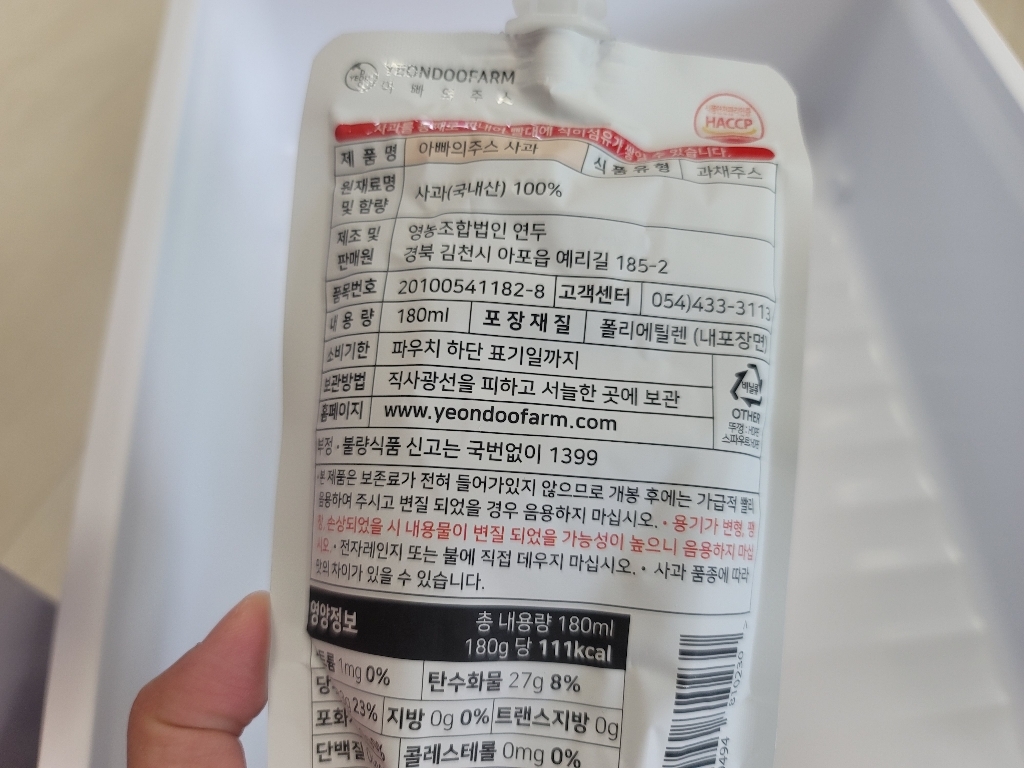 YEONDOOFARM
HACCP
제 품 명 아빠의주스 사과 식 품 유 형 과채주스
원재료명 및 함량 사과(국내산) 100%
제조 및 판매원 영농조합법인 연두
경북 김천시 아포읍 예리길 185-2
품목번호 20100541182-8 고객센터 054)433-3113
내 용 량 180ml 포 장 재 질 폴리에틸렌 (내포장면)
소비기한 파우치 하단 표기일까지
보관방법 직사광선을 피하고 서늘한 곳에 보관
홈페이지 www.yeondoofarm.com
비닐류
OTHER
뚜껑:HDPE
부정·불량식품 신고는 국번없이 1399
·본 제품은 보존료가 전혀 들어가있지 않으므로 개봉 후에는 가급적 빨리
음용하여 주시고 변질 되었을 경우 음용하지 마십시오. • 용기가 변형,
손상되었을 시 내용물이 변질 되었을 가능성이 높으니 음용하지 마십
시오. • 전자레인지 또는 불에 직접 데우지 마십시오. • 사과 품종에 따라
맛의 차이가 있을 수 있습니다.
영양정보 총 내용량 180ml
180g 당 111kcal
1mg 0% 탄수화물 27g 8%
당 23% 지방 0g 0% 트랜스지방 0g
포화
단백질 콜레스테롤 0mg 0%